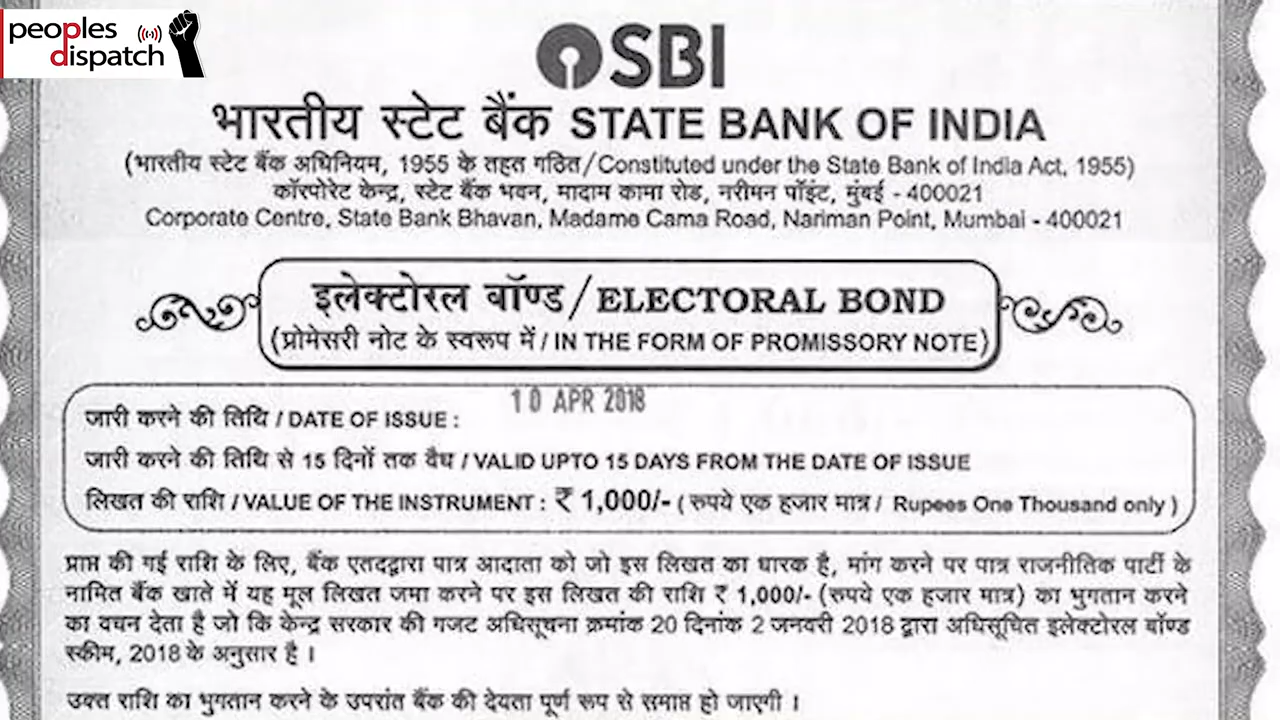 peoples
dispatch
SBI
भारतीय स्टेट बैंक STATE BANK OF INDIA
(भारतीय स्टेट बैंक अधिनियम, 1955 के तहत गठित/Constituted under the State Bank of India Act, 1955)
कॉरपोरेट केन्द्र, स्टेट बैंक भवन, मादाम कामा रोड, नरीमन पॉइंट, मुंबई - 400021
Corporate Centre, State Bank Bhavan, Madame Cama Road, Nariman Point, Mumbai - 400021
इलेक्टोरल बॉण्ड/ELECTORAL BOND
(प्रोमेसरी नोट के स्वरूप में/IN THE FORM OF PROMISSORY NOTE)
10 APR 2018
जारी करने की तिथि / DATE OF ISSUE :
जारी करने की तिथि से 15 दिनों तक वैध / VALID UPTO 15 DAYS FROM THE DATE OF ISSUE
लिखत की राशि / VALUE OF THE INSTRUMENT : ₹ 1,000/- (रुपये एक हजार मात्र / Rupees One Thousand only )
प्राप्त की गई राशि के लिए, बैंक एतदद्वारा पात्र आदाता को जो इस लिखत का धारक है, मांग करने पर पात्र राजनीतिक पार्टी के
नामित बैंक खाते में यह मूल लिखत जमा करने पर इस लिखत की राशि ₹ 1,000/- (रुपये एक हजार मात्र) का भुगतान करने
का वचन देता है जो कि केन्द्र सरकार की गजट अधिसूचना क्रमांक 20 दिनांक 2 जनवरी 2018 द्वारा अधिसूचित इलेक्टोरल बॉण्ड
स्कीम, 2018 के अनुसार है ।
उक्त राशि का भुगतान करने के उपरांत बैंक की देयता पूर्ण रूप से समाप्त हो जाएगी ।